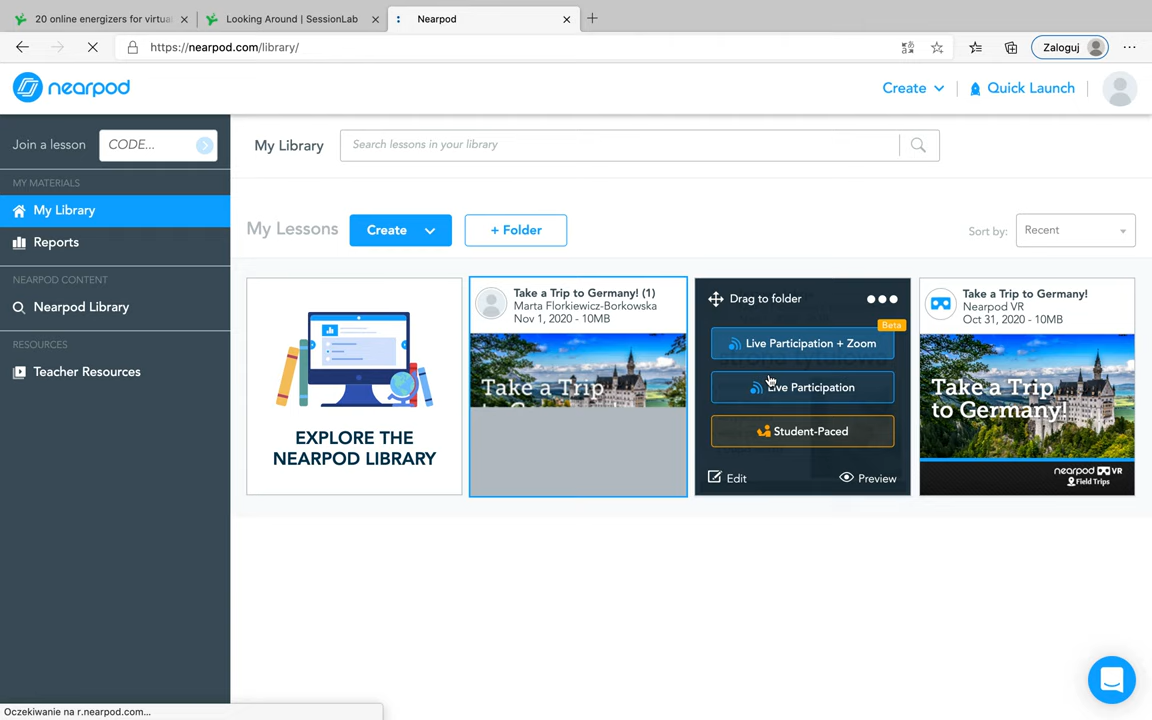 20 online energizers for virtua
Looking Around | SessionLab
Nearpod
https://nearpod.com/library/
Zaloguj
nearpod
Create
Quick Launch
Join a lesson
CODE...
My Library
Search lessons in your library
MY MATERIALS
My Library
Reports
My Lessons
Create
+ Folder
Sort by:
Recent
NEARPOD CONTENT
Nearpod Library
RESOURCES
Teacher Resources
EXPLORE THE
NEARPOD LIBRARY
Take a Trip to Germany! (1)
Marta Florkiewicz-Borkowska
Nov 1, 2020 - 10MB
Take a Trip
Drag to folder
Beta
Live Participation + Zoom
Live Participation
Student-Paced
Edit
Preview
Take a Trip to Germany!
Nearpod VR
Oct 31, 2020 - 10MB
Take a Trip
to Germany!
nearpod VR
Field Trips
Oczekiwanie na r.nearpod.com...